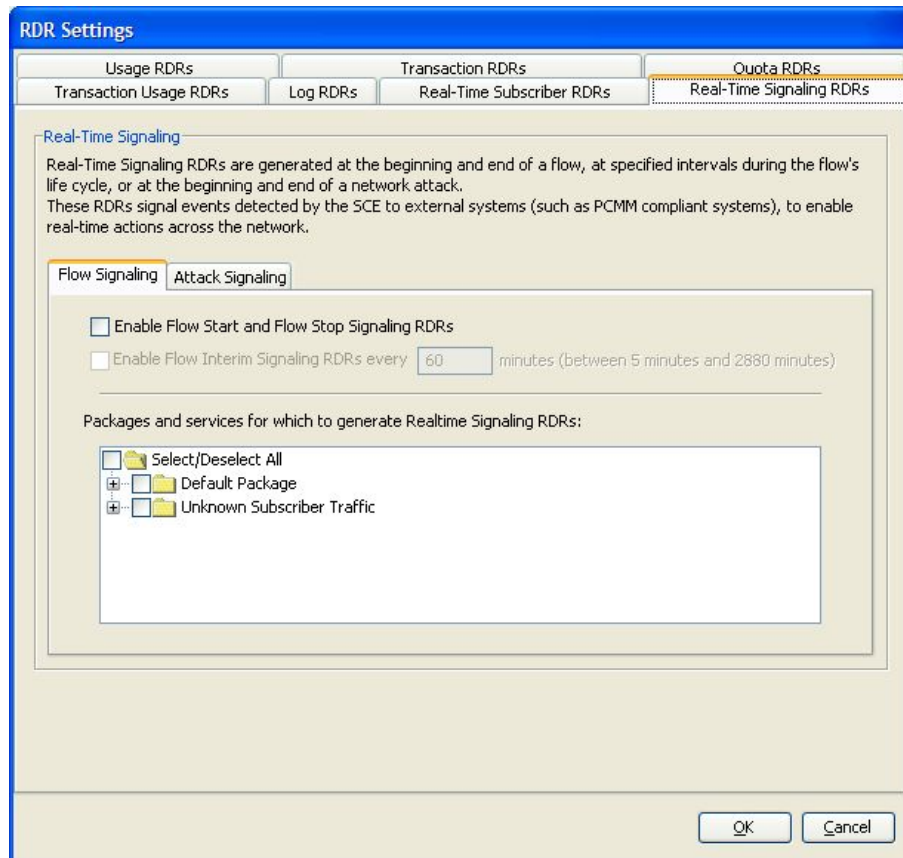 RDR Settings
Usage RDRs Transaction RDRs Quota RDRs
Transaction Usage RDRs Log RDRs Real-Time Subscriber RDRs Real-Time Signaling RDRs
Real-Time Signaling
Real-Time Signaling RDRs are generated at the beginning and end of a flow, at specified intervals during the flow's
life cycle, or at the beginning and end of a network attack.
These RDRs signal events detected by the SCE to external systems (such as PCMM compliant systems), to enable
real-time actions across the network.
Flow Signaling Attack Signaling
Enable Flow Start and Flow Stop Signaling RDRs
Enable Flow Interim Signaling RDRs every 60 minutes (between 5 minutes and 2880 minutes)
Packages and services for which to generate Realtime Signaling RDRs:
Select/Deselect All
Default Package
Unknown Subscriber Traffic
OK Cancel